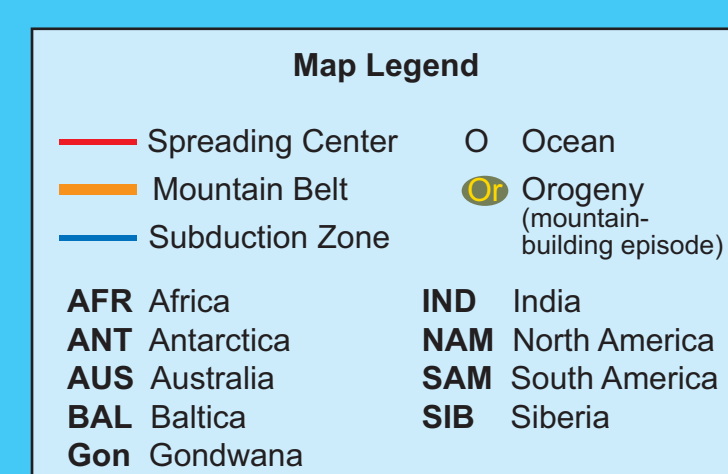 Map Legend
Spreading Center
Mountain Belt
Subduction Zone
O Ocean
Or Orogeny
(mountain-
building episode)
AFR Africa
ANT Antarctica
AUS Australia
BAL Baltica
Gon Gondwana
IND India
NAM North America
SAM South America
SIB Siberia